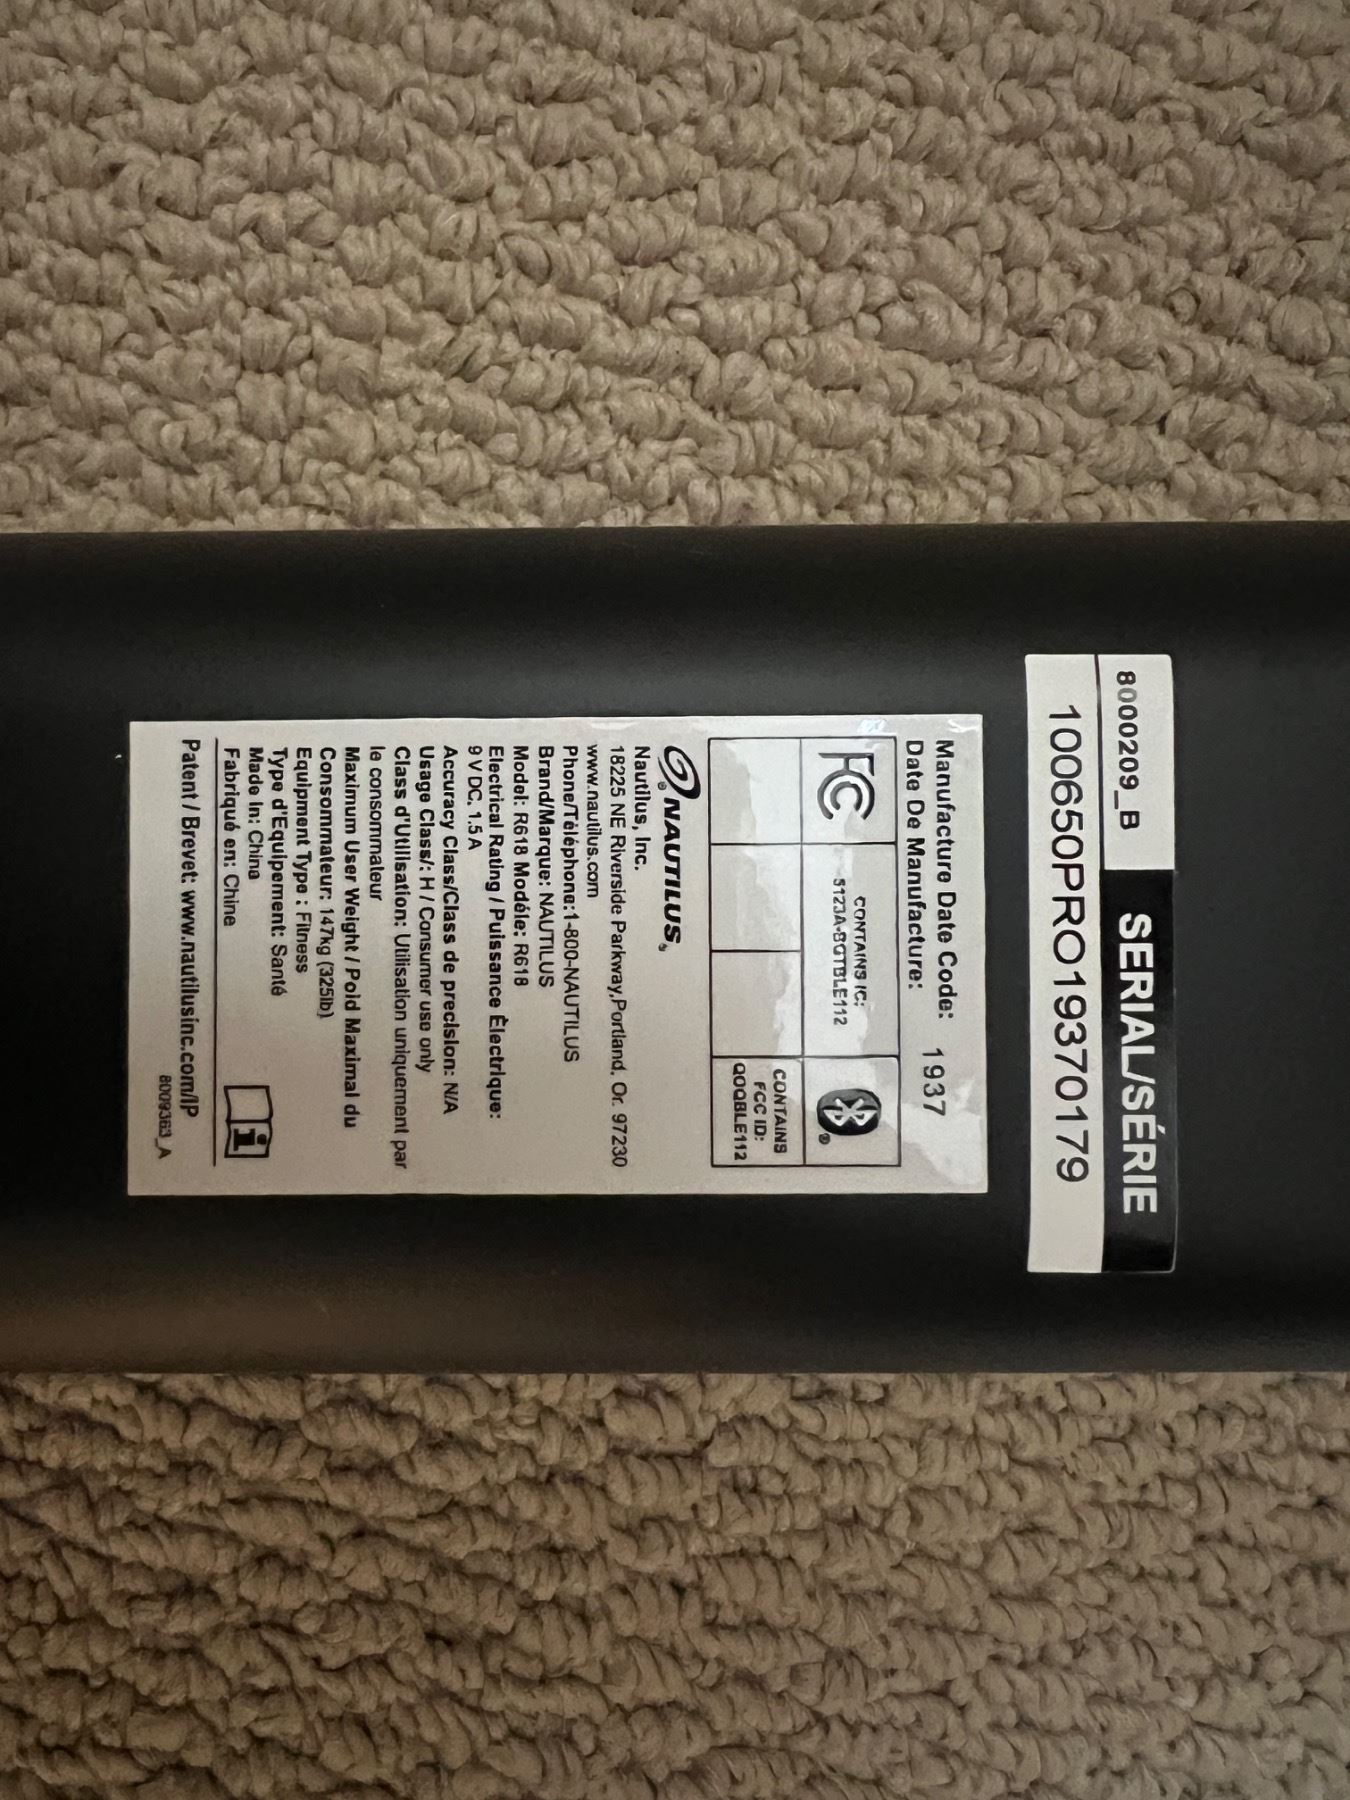 8000209_B SERIAL/SÉRIE
100650PRO19370179
Manufacture Date Code:
Date De Manufacture: 1937
FC
CONTAINS IC:
5123A-BGTBLE112
CONTAINS
FCC ID:
QOQBLE112
NAUTILUS®
Nautilus, Inc.
18225 NE Riverside Parkway,Portland, Or. 97230
www.nautilus.com
Phone/Téléphone:1-800-NAUTILUS
Brand/Marque: NAUTILUS
Model: R618 Modéle: R618
Electrical Rating / Puissance Électrique:
9 V DC, 1.5 A
Accuracy Class/Class de precision: N/A
Usage Class/: H / Consumer use only
Class d'Utilisation: Utilisation uniquement par
le consommateur
Maximum User Weight / Poid Maximal du
Consommateur: 147kg (325lb)
Equipment Type : Fitness
Type d'Equipement: Santé
Made In: China
Fabriqué en: Chine
Patent / Brevet: www.nautilusinc.com/IP
8009363_A